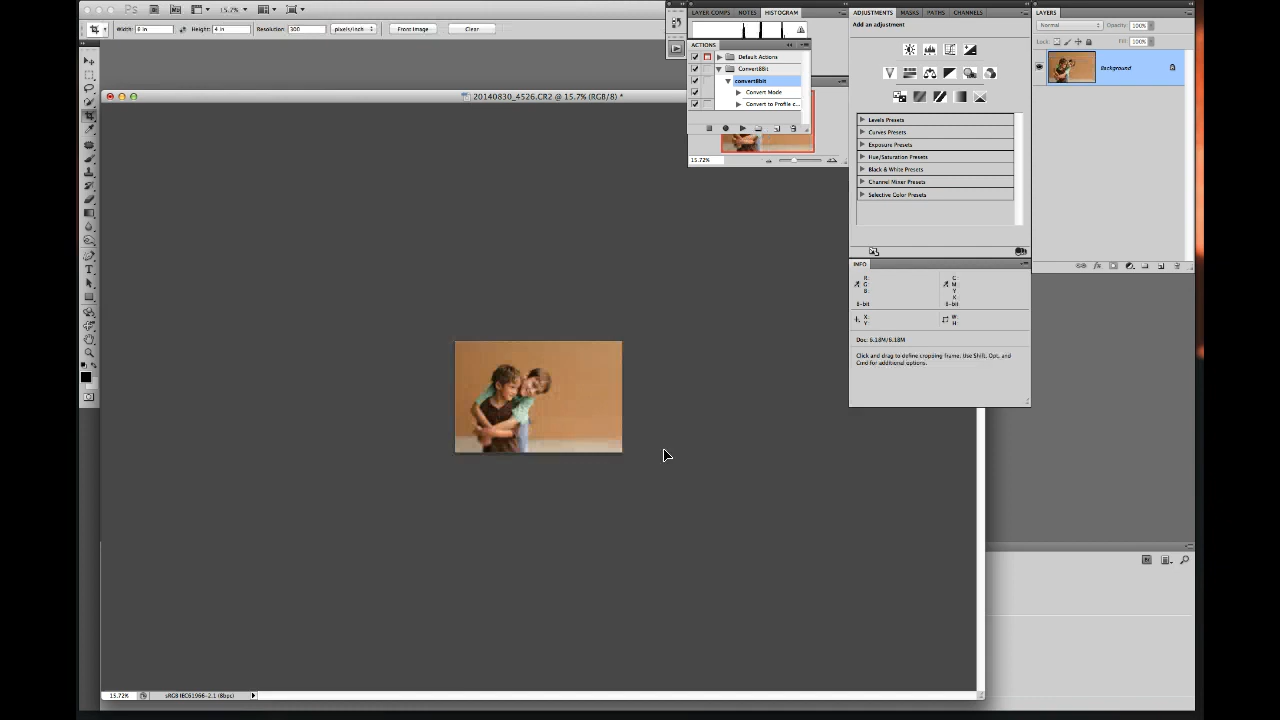 Ps Br Mb 15.7%
Width: 6 in Height: 4 in Resolution: 300 pixels/inch Front Image Clear
20140830_4526.CR2 @ 15.7% (RGB/8) *
LAYER COMPS NOTES HISTOGRAM
ACTIONS
Default Actions
Convert8Bit
convert8bit
Convert Mode
Convert to Profile c...
15.72%
ADJUSTMENTS MASKS PATHS CHANNELS
Add an adjustment
Levels Presets
Curves Presets
Exposure Presets
Hue/Saturation Presets
Black & White Presets
Channel Mixer Presets
Selective Color Presets
INFO
R: C:
G: M:
B: Y
K
8-bit 8-bit
X: W:
Y: H:
Doc: 6.18M/6.18M
Click and drag to define cropping frame. Use Shift, Opt, and
Cmd for additional options.
LAYERS
Normal Opacity: 100%
Lock: Fill: 100%
Background
fx
15.72% sRGB IEC61966-2.1 (8bpc)